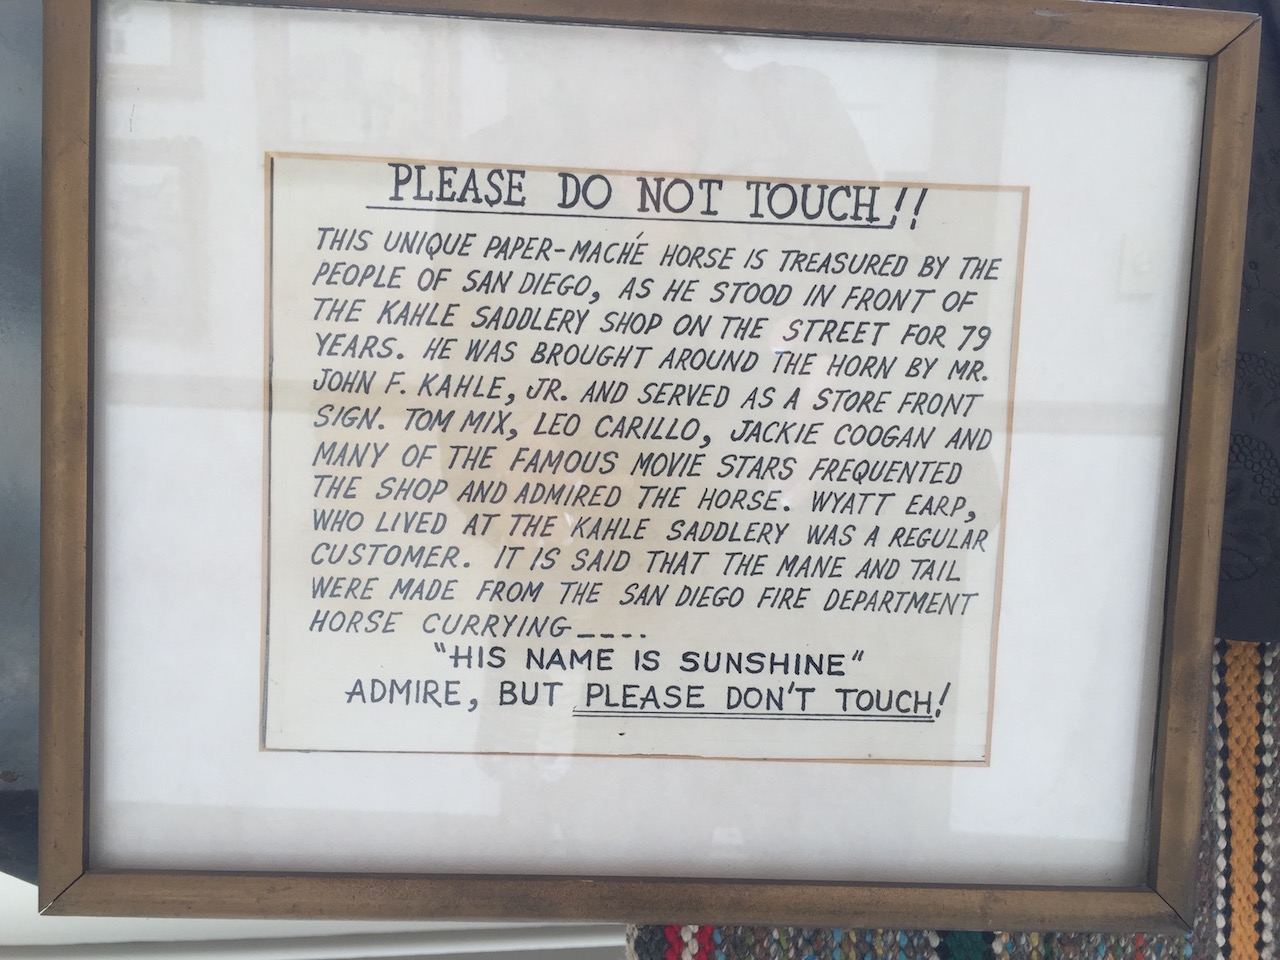 PLEASE DO NOT TOUCH!!
THIS UNIQUE PAPER-MACHÉ HORSE IS TREASURED BY THE
PEOPLE OF SAN DIEGO, AS HE STOOD IN FRONT OF
THE KAHLE SADDLERY SHOP ON THE STREET FOR 79
YEARS. HE WAS BROUGHT AROUND THE HORN BY MR.
JOHN F. KAHLE, JR. AND SERVED AS A STORE FRONT
SIGN. TOM MIX, LEO CARILLO, JACKIE COOGAN AND
MANY OF THE FAMOUS MOVIE STARS FREQUENTED
THE SHOP AND ADMIRED THE HORSE. WYATT EARP,
WHO LIVED AT THE KAHLE SADDLERY WAS A REGULAR
CUSTOMER. IT IS SAID THAT THE MANE AND TAIL
WERE MADE FROM THE SAN DIEGO FIRE DEPARTMENT
HORSE CURRYING____
"HIS NAME IS SUNSHINE"
ADMIRE, BUT PLEASE DON'T TOUCH!